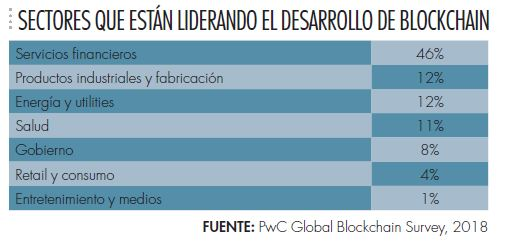 SECTORES QUE ESTÁN LIDERANDO EL DESARROLLO DE BLOCKCHAIN
Servicios financieros 46%
Productos industriales y fabricación 12%
Energía y utilities 12%
Salud 11%
Gobierno 8%
Retail y consumo 4%
Entretenimiento y medios 1%
FUENTE: PwC Global Blockchain Survey, 2018